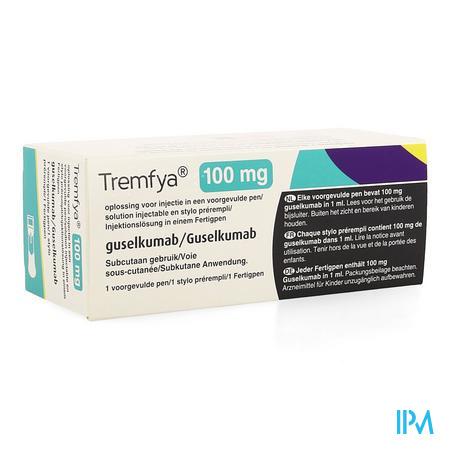 Tremfya® 100 mg
oplossing voor injectie in een voorgevulde pen/
solution injectable en stylo prérempli/
Injektionslösung in einem Fertigpen
guselkumab/Guselkumab
Subcutaan gebruik/Voie
sous-cutanée/Subkutane Anwendung.
1 voorgevulde pen/1 stylo prérempli/1 Fertigpen
NL Elke voorgevulde pen bevat 100 mg
guselkumab in 1 ml. Lees voor het gebruik de
bijsluiter. Buiten het zicht en bereik van kinderen
houden.
FR Chaque stylo prérempli contient 100 mg de
guselkumab dans 1 ml. Lire la notice avant
utilisation. Tenir hors de la vue et de la portée des
enfants.
DE Jeder Fertigpen enthält 100 mg
Guselkumab in 1 ml. Packungsbeilage beachten.
Arzneimittel für Kinder unzugänglich aufbewahren.
Tremfya® 100 mg
guselkumab/Guselkumab
IPM